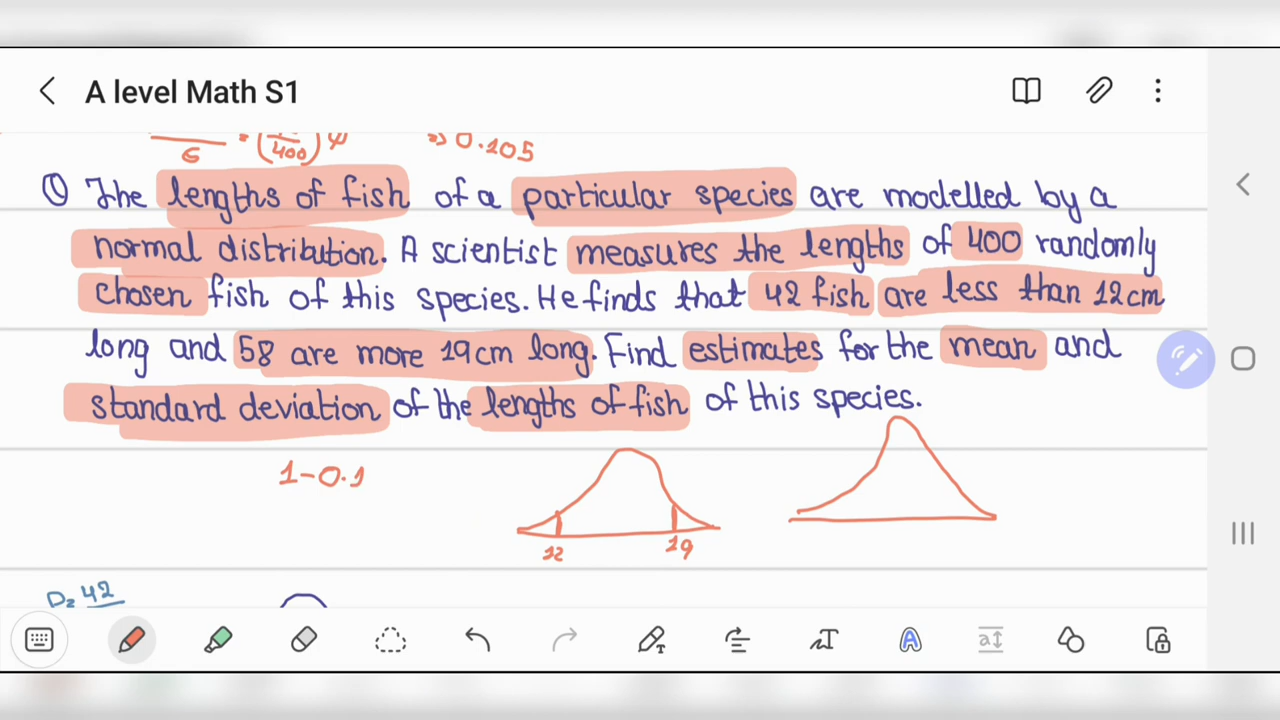 A level Math S1
σ = (/400) ψ ⇒ 0.105
Q The lengths of fish of a particular species are modelled by a
normal distribution. A scientist measures the lengths of 400 randomly
chosen fish of this species. He finds that 42 fish are less than 12cm
long and 58 are more 19cm long. Find estimates for the mean and
standard deviation of the lengths of fish of this species.
1-0.1
12 19
42